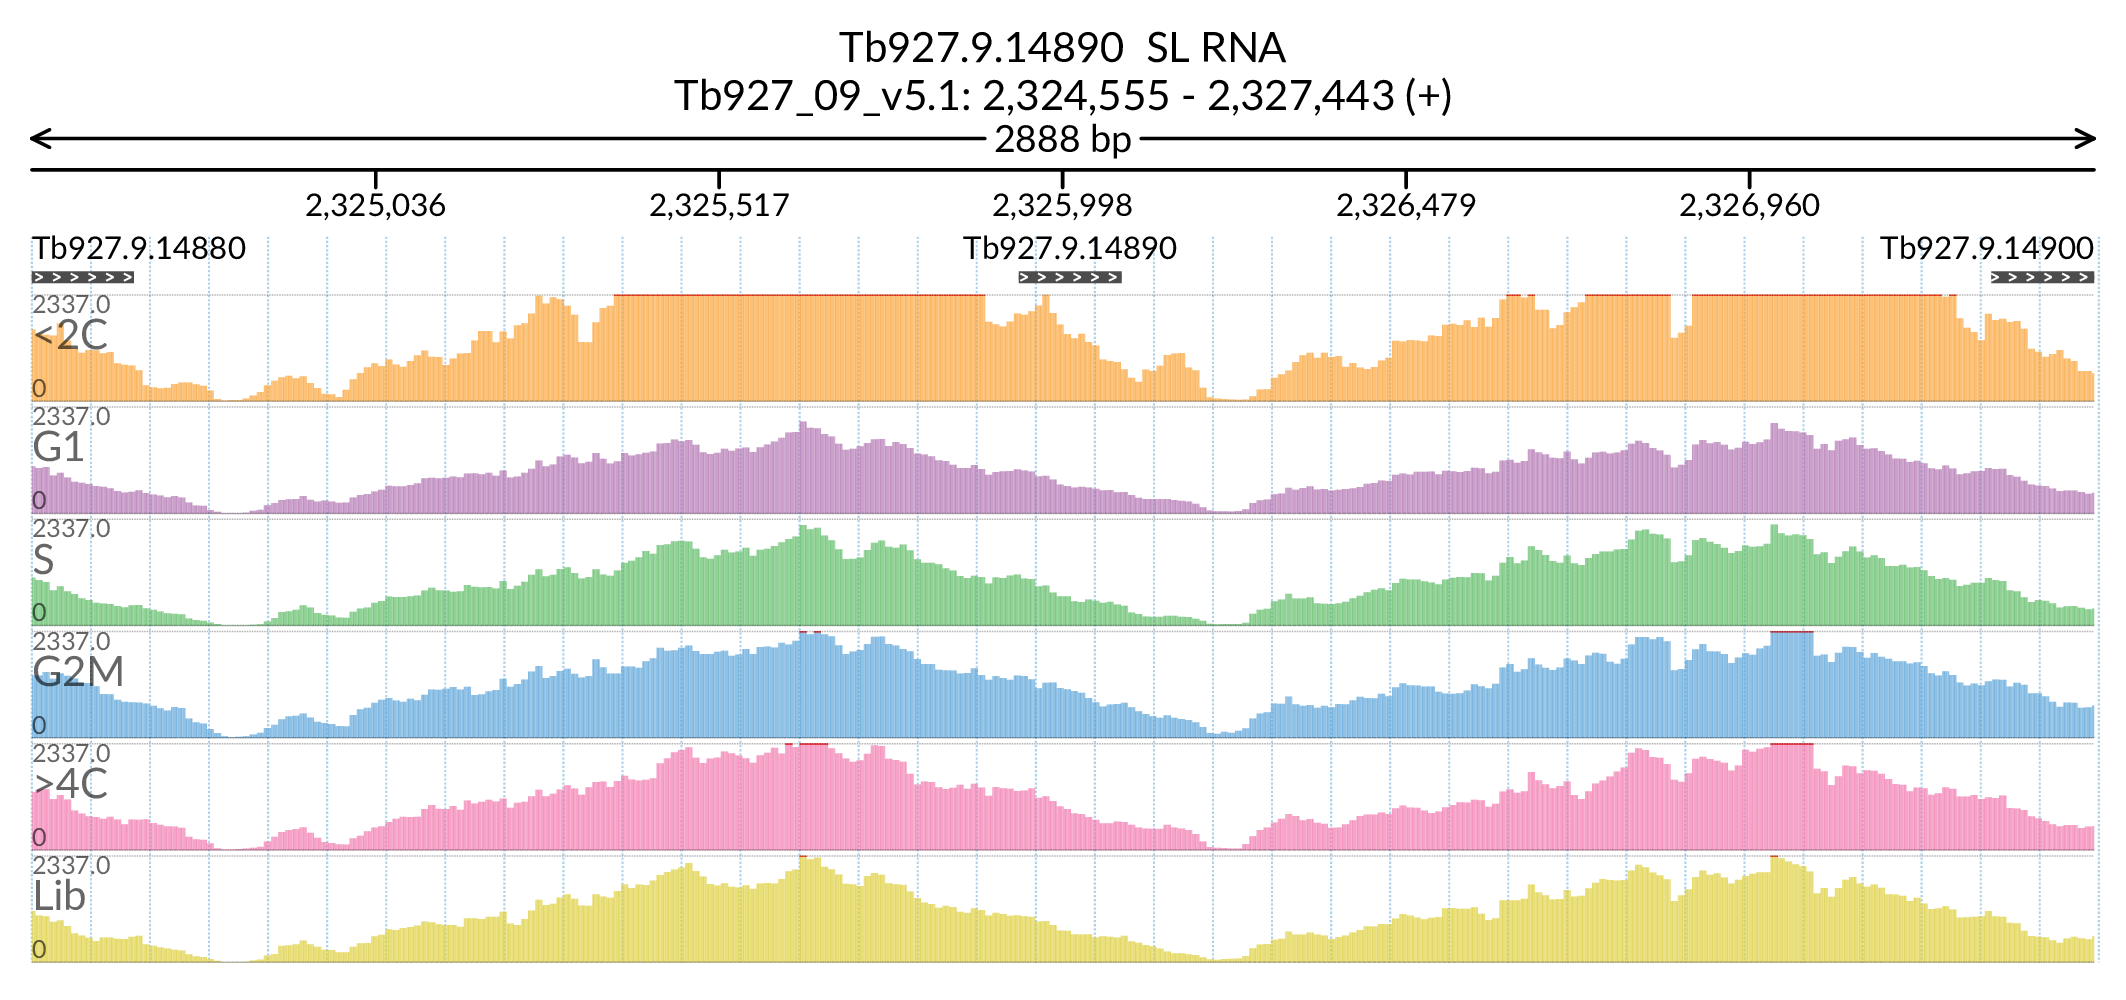 Tb927.9.14890 SL RNA
Tb927_09_v5.1: 2,324,555 - 2,327,443 (+)
2888 bp
2,325,036 2,325,517 2,325,998 2,326,479 2,326,960
Tb927.9.14880 Tb927.9.14890 Tb927.9.14900
2337.0
<2C
0
2337.0
G1
0
2337.0
S
0
2337.0
G2M
0
2337.0
>4C
0
2337.0
Lib
0